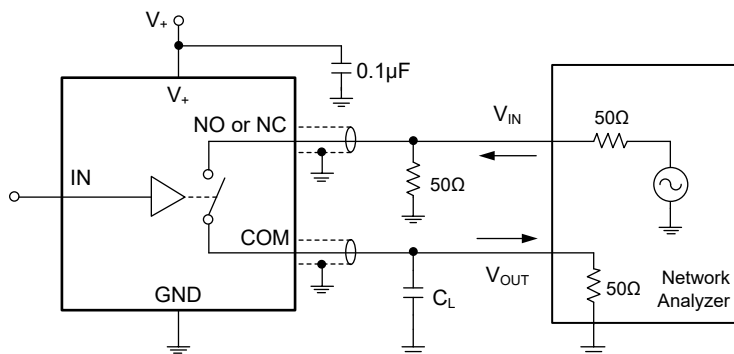 V+
0.1µF
V+
NO or NC
VIN
50Ω
50Ω
IN
COM
VOUT
CL
50Ω
Network
Analyzer
GND